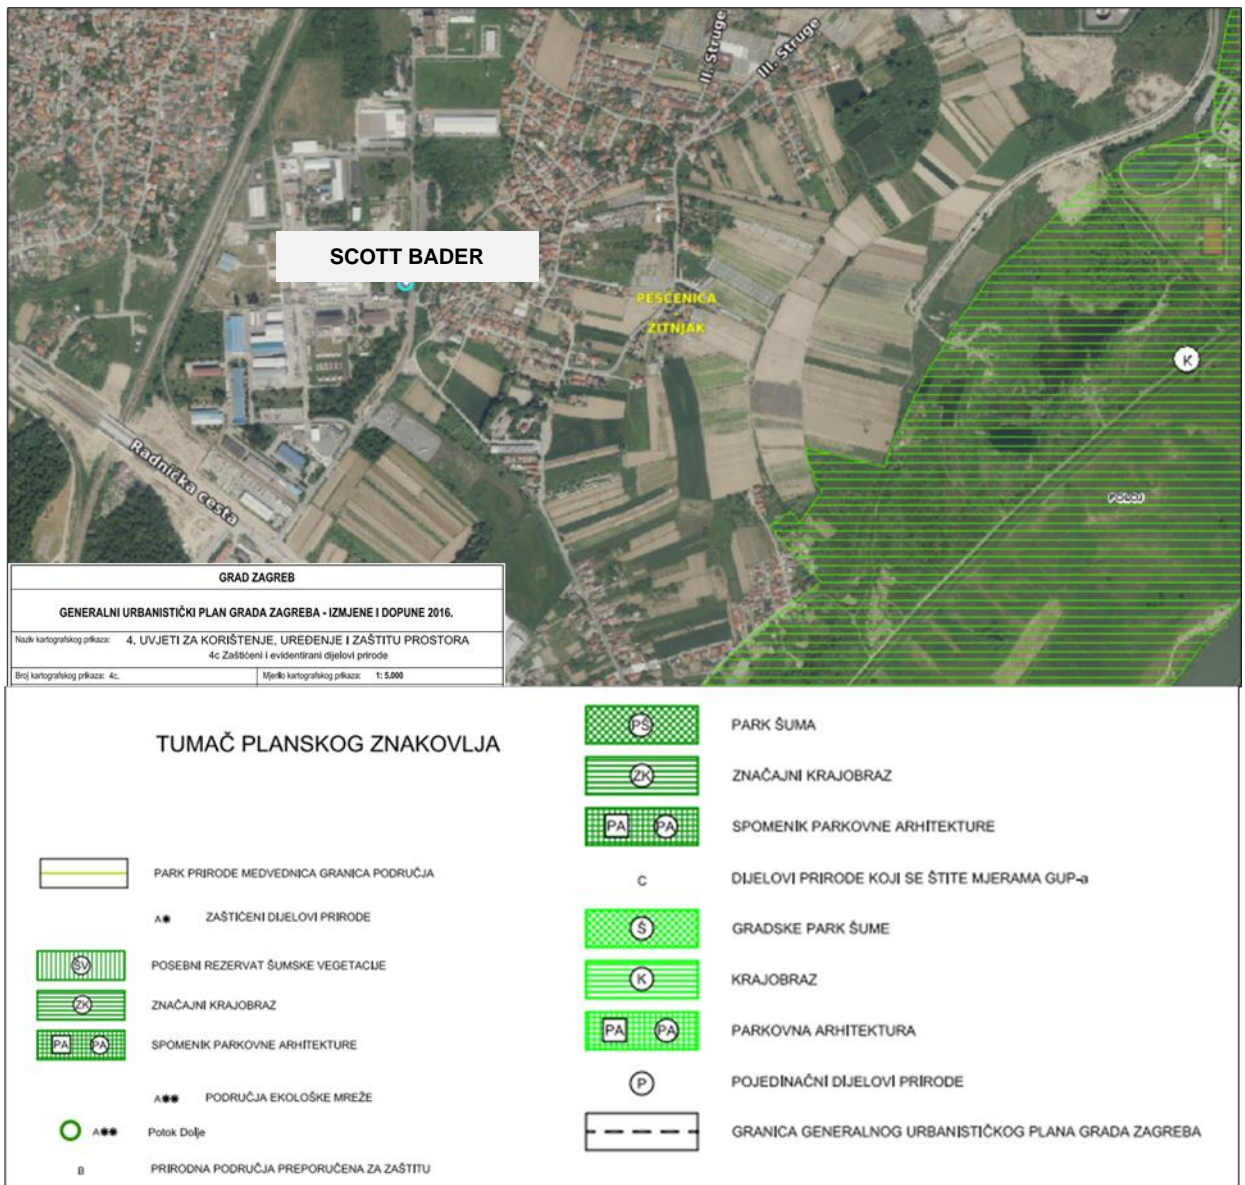 II. Struge
III. Struge
SCOTT BADER
PEŠČENICA
-
ŽITNJAK
K
Radnička cesta
GRAD ZAGREB
GENERALNI URBANISTIČKI PLAN GRADA ZAGREBA - IZMJENE I DOPUNE 2016.
Naziv kartografskog prikaza: 4. UVJETI ZA KORIŠTENJE, UREĐENJE I ZAŠTITU PROSTORA
4c Zaštićeni i evidentirani dijelovi prirode
Broj kartografskog prikaza: 4c. Mjerilo kartografskog prikaza: 1: 5.000
TUMAČ PLANSKOG ZNAKOVLJA
PARK PRIRODE MEDVEDNICA GRANICA PODRUČJA
A✱ ZAŠTIĆENI DIJELOVI PRIRODE
ŠV POSEBNI REZERVAT ŠUMSKE VEGETACIJE
ZK ZNAČAJNI KRAJOBRAZ
PA PA SPOMENIK PARKOVNE ARHITEKTURE
A✱✱ PODRUČJA EKOLOŠKE MREŽE
A✱✱ Potok Dolje
B PRIRODNA PODRUČJA PREPORUČENA ZA ZAŠTITU
PŠ PARK ŠUMA
ZK ZNAČAJNI KRAJOBRAZ
PA PA SPOMENIK PARKOVNE ARHITEKTURE
C DIJELOVI PRIRODE KOJI SE ŠTITE MJERAMA GUP-a
Š GRADSKE PARK ŠUME
K KRAJOBRAZ
PA PA PARKOVNA ARHITEKTURA
P POJEDINAČNI DIJELOVI PRIRODE
GRANICA GENERALNOG URBANISTIČKOG PLANA GRADA ZAGREBA